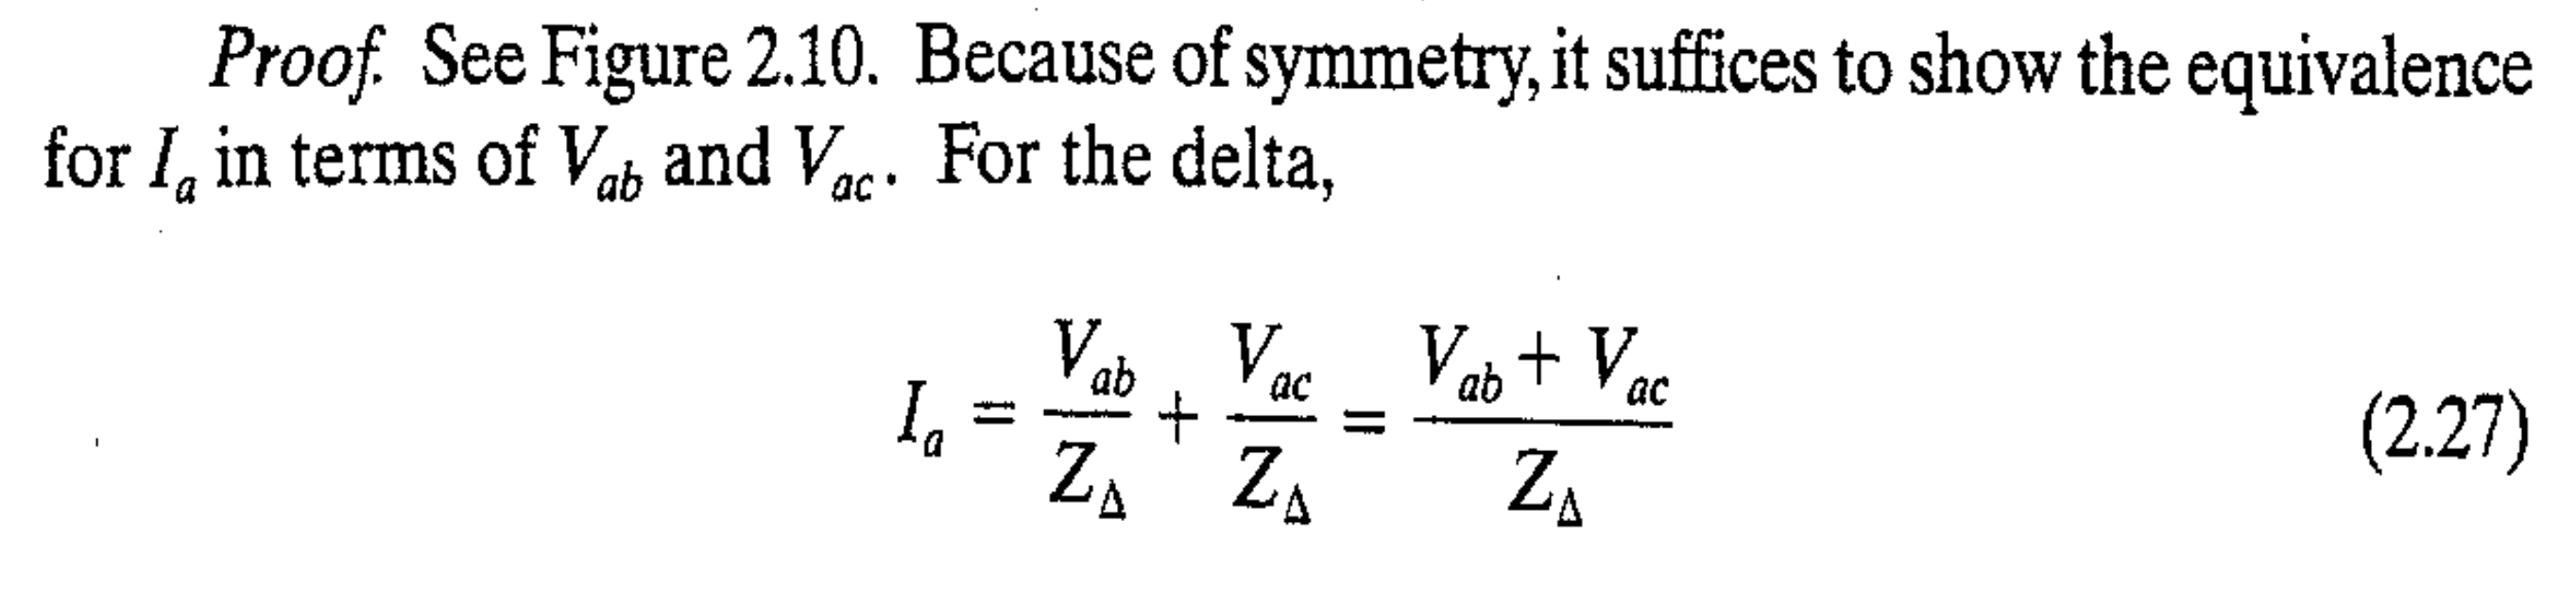 Proof. See Figure 2.10. Because of symmetry, it suffices to show the equivalence
for I_a in terms of V_ab and V_ac. For the delta,
I_a = V_ab/Z_Δ + V_ac/Z_Δ = (V_ab + V_ac)/Z_Δ (2.27)